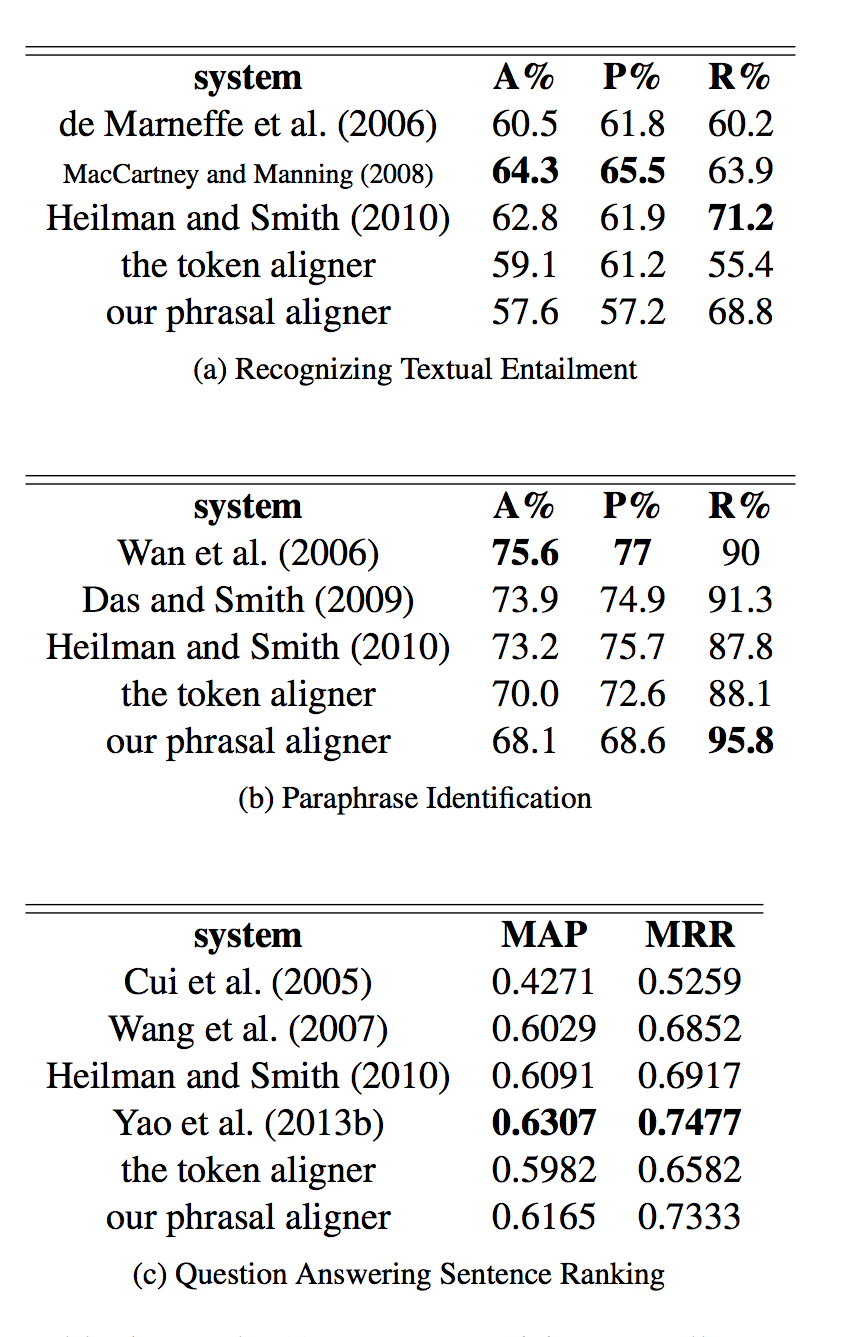 system A% P% R%
de Marneffe et al. (2006) 60.5 61.8 60.2
MacCartney and Manning (2008) 64.3 65.5 63.9
Heilman and Smith (2010) 62.8 61.9 71.2
the token aligner 59.1 61.2 55.4
our phrasal aligner 57.6 57.2 68.8
(a) Recognizing Textual Entailment
system A% P% R%
Wan et al. (2006) 75.6 77 90
Das and Smith (2009) 73.9 74.9 91.3
Heilman and Smith (2010) 73.2 75.7 87.8
the token aligner 70.0 72.6 88.1
our phrasal aligner 68.1 68.6 95.8
(b) Paraphrase Identification
system MAP MRR
Cui et al. (2005) 0.4271 0.5259
Wang et al. (2007) 0.6029 0.6852
Heilman and Smith (2010) 0.6091 0.6917
Yao et al. (2013b) 0.6307 0.7477
the token aligner 0.5982 0.6582
our phrasal aligner 0.6165 0.7333
(c) Question Answering Sentence Ranking